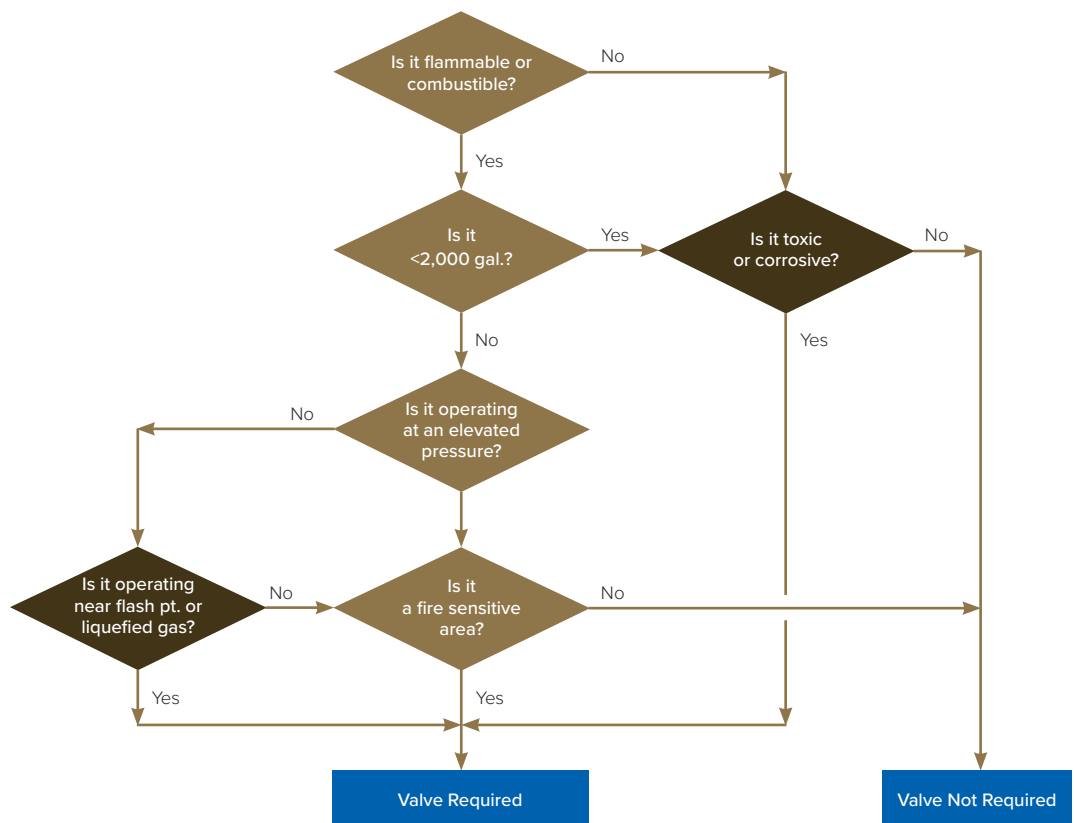 Is it flammable or
combustible?
No
Yes
Is it
<2,000 gal.?
Yes
Is it toxic
or corrosive?
No
No
Yes
Is it operating
at an elevated
pressure?
No
Is it operating
near flash pt. or
liquefied gas?
No
Is it
a fire sensitive
area?
No
Yes
Yes
Valve Required
Valve Not Required